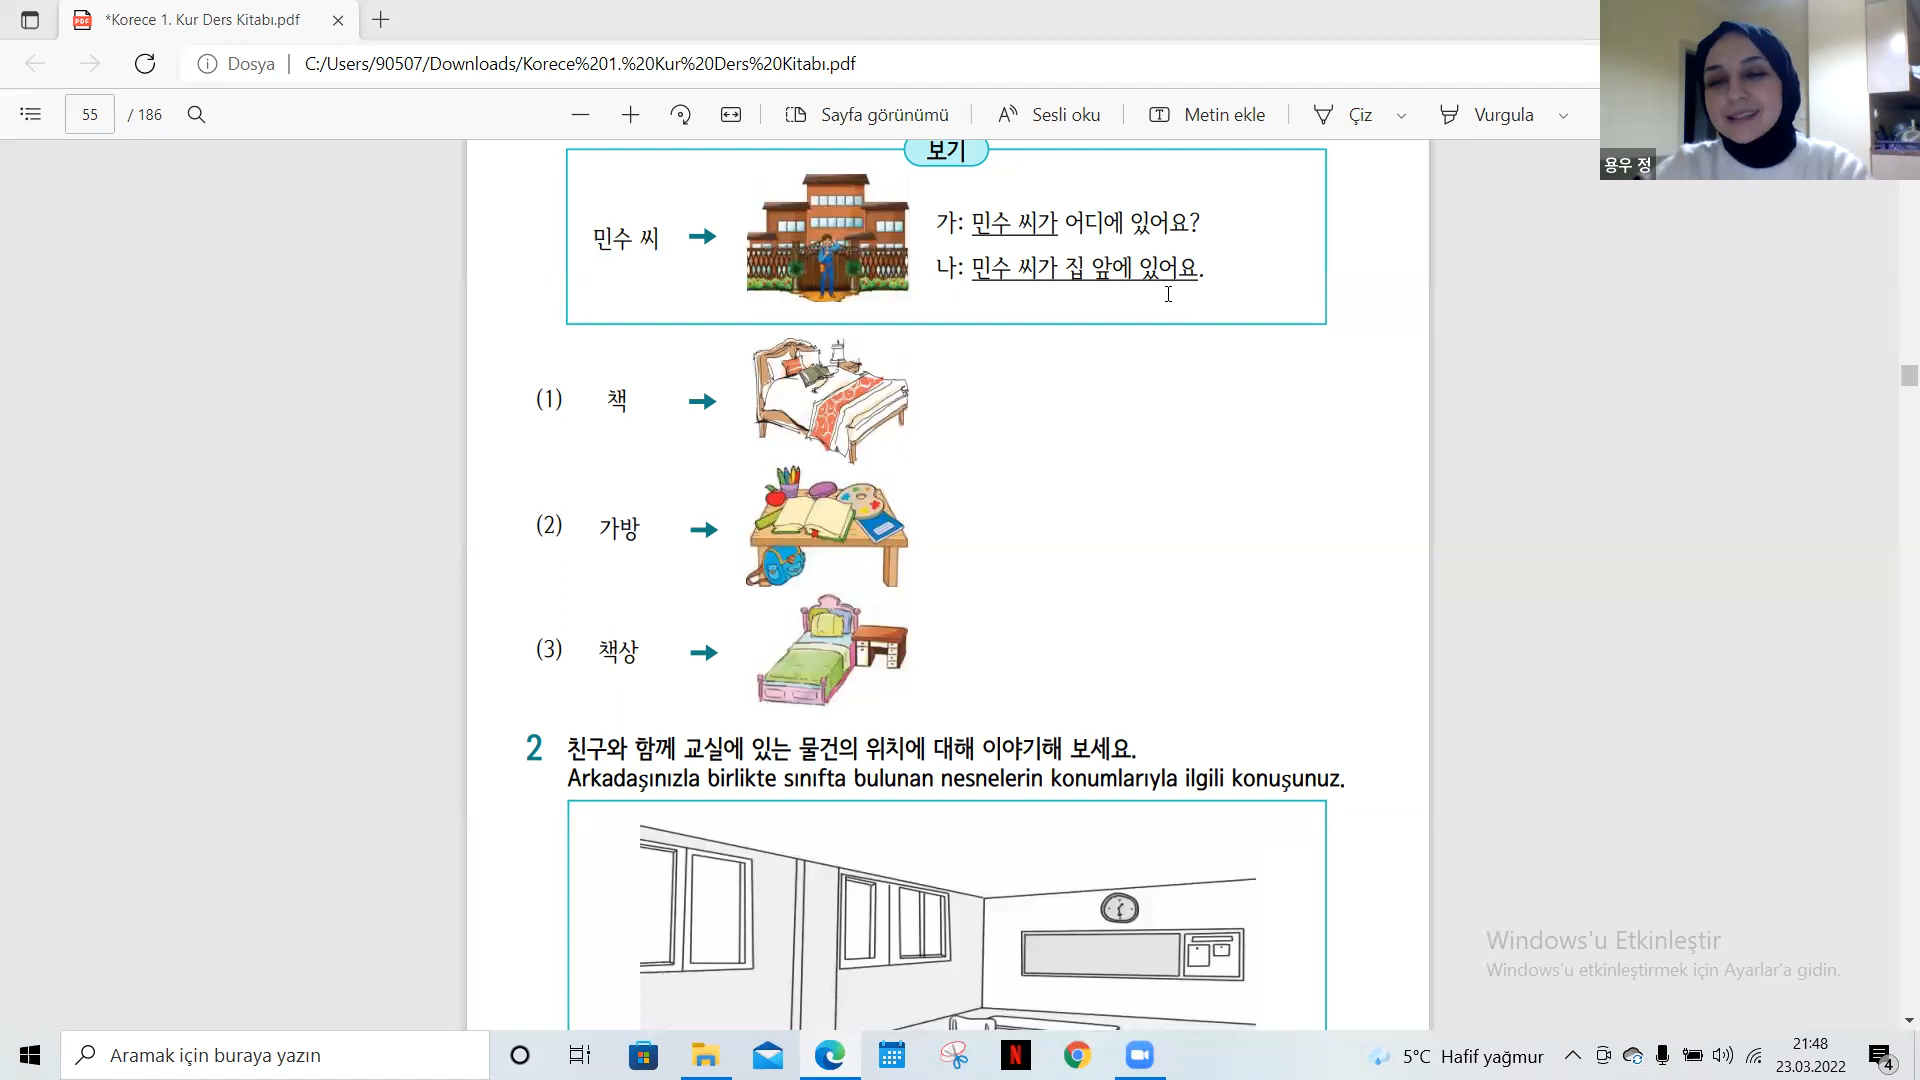 *Korece 1. Kur Ders Kitabı.pdf
Dosya
C:/Users/90507/Downloads/Korece%201.%20Kur%20Ders%20Kitabı.pdf
55 / 186
Sayfa görünümü
Sesli oku
Metin ekle
Çiz
Vurgula
용우 정
보기
민수 씨
가: 민수 씨가 어디에 있어요?
나: 민수 씨가 집 앞에 있어요.
(1) 책
(2) 가방
(3) 책상
2 친구와 함께 교실에 있는 물건의 위치에 대해 이야기해 보세요.
Arkadaşınızla birlikte sınıfta bulunan nesnelerin konumlarıyla ilgili konuşunuz.
Windows'u Etkinleştir
Windows'u etkinleştirmek için Ayarlar'a gidin.
Aramak için buraya yazın
5°C Hafif yağmur
21:48
23.03.2022
4